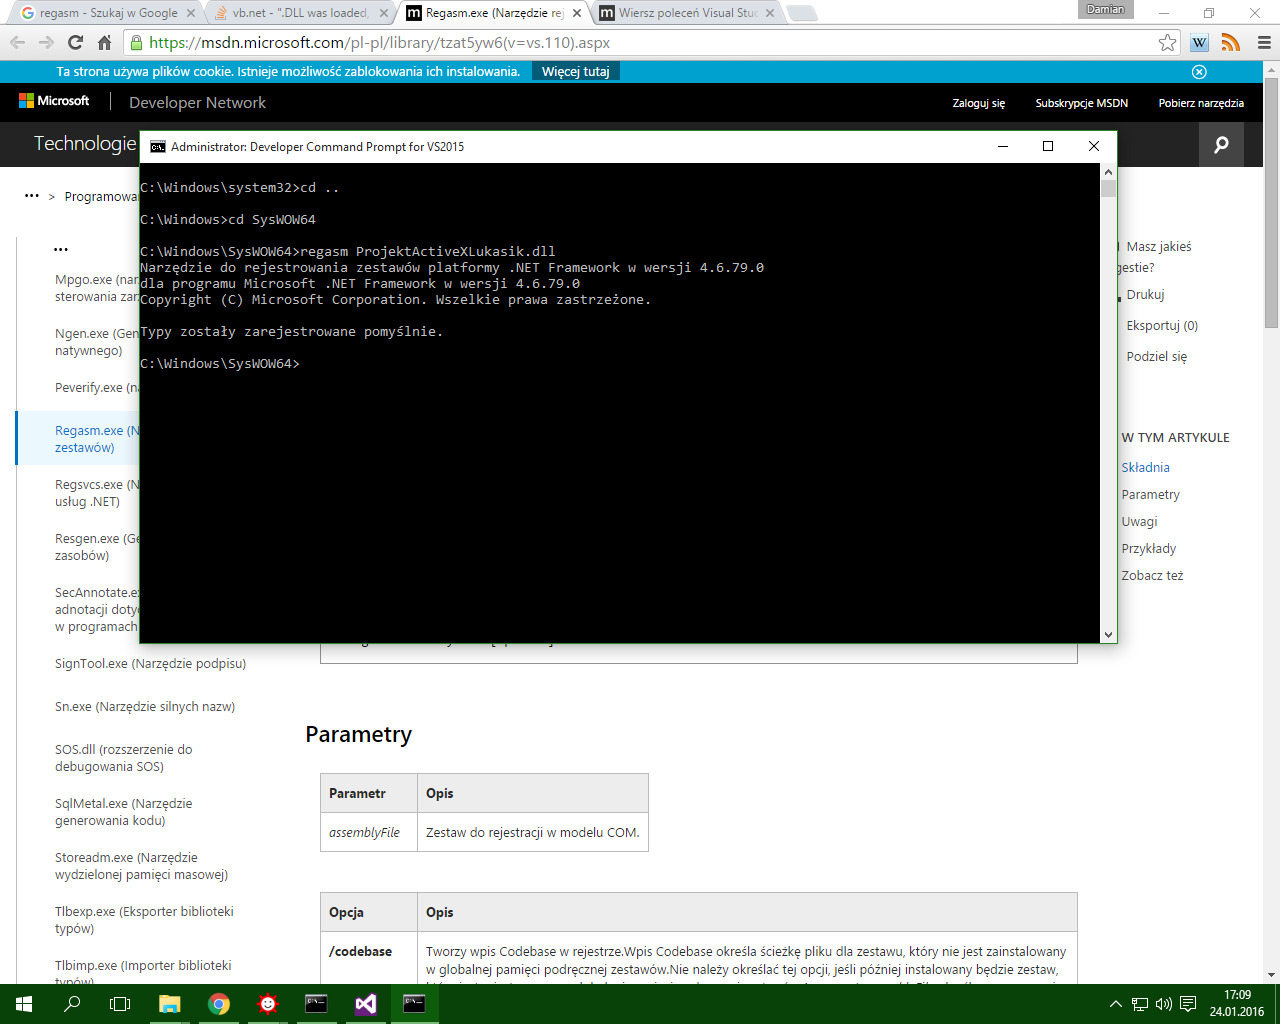 regasm - Szukaj w Google
vb.net - ".DLL was loaded,
Regasm.exe (Narzędzie rej
Wiersz poleceń Visual Stud
Damian
https://msdn.microsoft.com/pl-pl/library/tzat5yw6(v=vs.110).aspx
W
Ta strona używa plików cookie. Istnieje możliwość zablokowania ich instalowania. Więcej tutaj
Microsoft
Developer Network
Zaloguj się
Subskrypcje MSDN
Pobierz narzędzia
Technologie
Administrator: Developer Command Prompt for VS2015
C:\Windows\system32>cd ..
C:\Windows>cd SysWOW64
C:\Windows\SysWOW64>regasm ProjektActiveXLukasik.dll
Narzędzie do rejestrowania zestawów platformy .NET Framework w wersji 4.6.79.0
dla programu Microsoft .NET Framework w wersji 4.6.79.0
Copyright (C) Microsoft Corporation. Wszelkie prawa zastrzeżone.
Typy zostały zarejestrowane pomyślnie.
C:\Windows\SysWOW64>
... > Programowa
...
Mpgo.exe (nar
sterowania zar
Ngen.exe (Gen
natywnego)
Peverify.exe (n
Regasm.exe (N
zestawów)
Regsvcs.exe (N
usług .NET)
Resgen.exe (Ge
zasobów)
SecAnnotate.ex
adnotacji doty
w programach
SignTool.exe (Narzędzie podpisu)
Sn.exe (Narzędzie silnych nazw)
SOS.dll (rozszerzenie do
debugowania SOS)
SqlMetal.exe (Narzędzie
generowania kodu)
Storeadm.exe (Narzędzie
wydzielonej pamięci masowej)
Tlbexp.exe (Eksporter biblioteki
typów)
Tlbimp.exe (Importer biblioteki
typów)
Masz jakieś
gestie?
Drukuj
Eksportuj (0)
Podziel się
W TYM ARTYKULE
Składnia
Parametry
Uwagi
Przykłady
Zobacz też
Parametry
Parametr Opis
assemblyFile Zestaw do rejestracji w modelu COM.
Opcja Opis
/codebase Tworzy wpis Codebase w rejestrze.Wpis Codebase określa ścieżkę pliku dla zestawu, który nie jest zainstalowany
w globalnej pamięci podręcznej zestawów.Nie należy określać tej opcji, jeśli później instalowany będzie zestaw,
17:09
24.01.2016